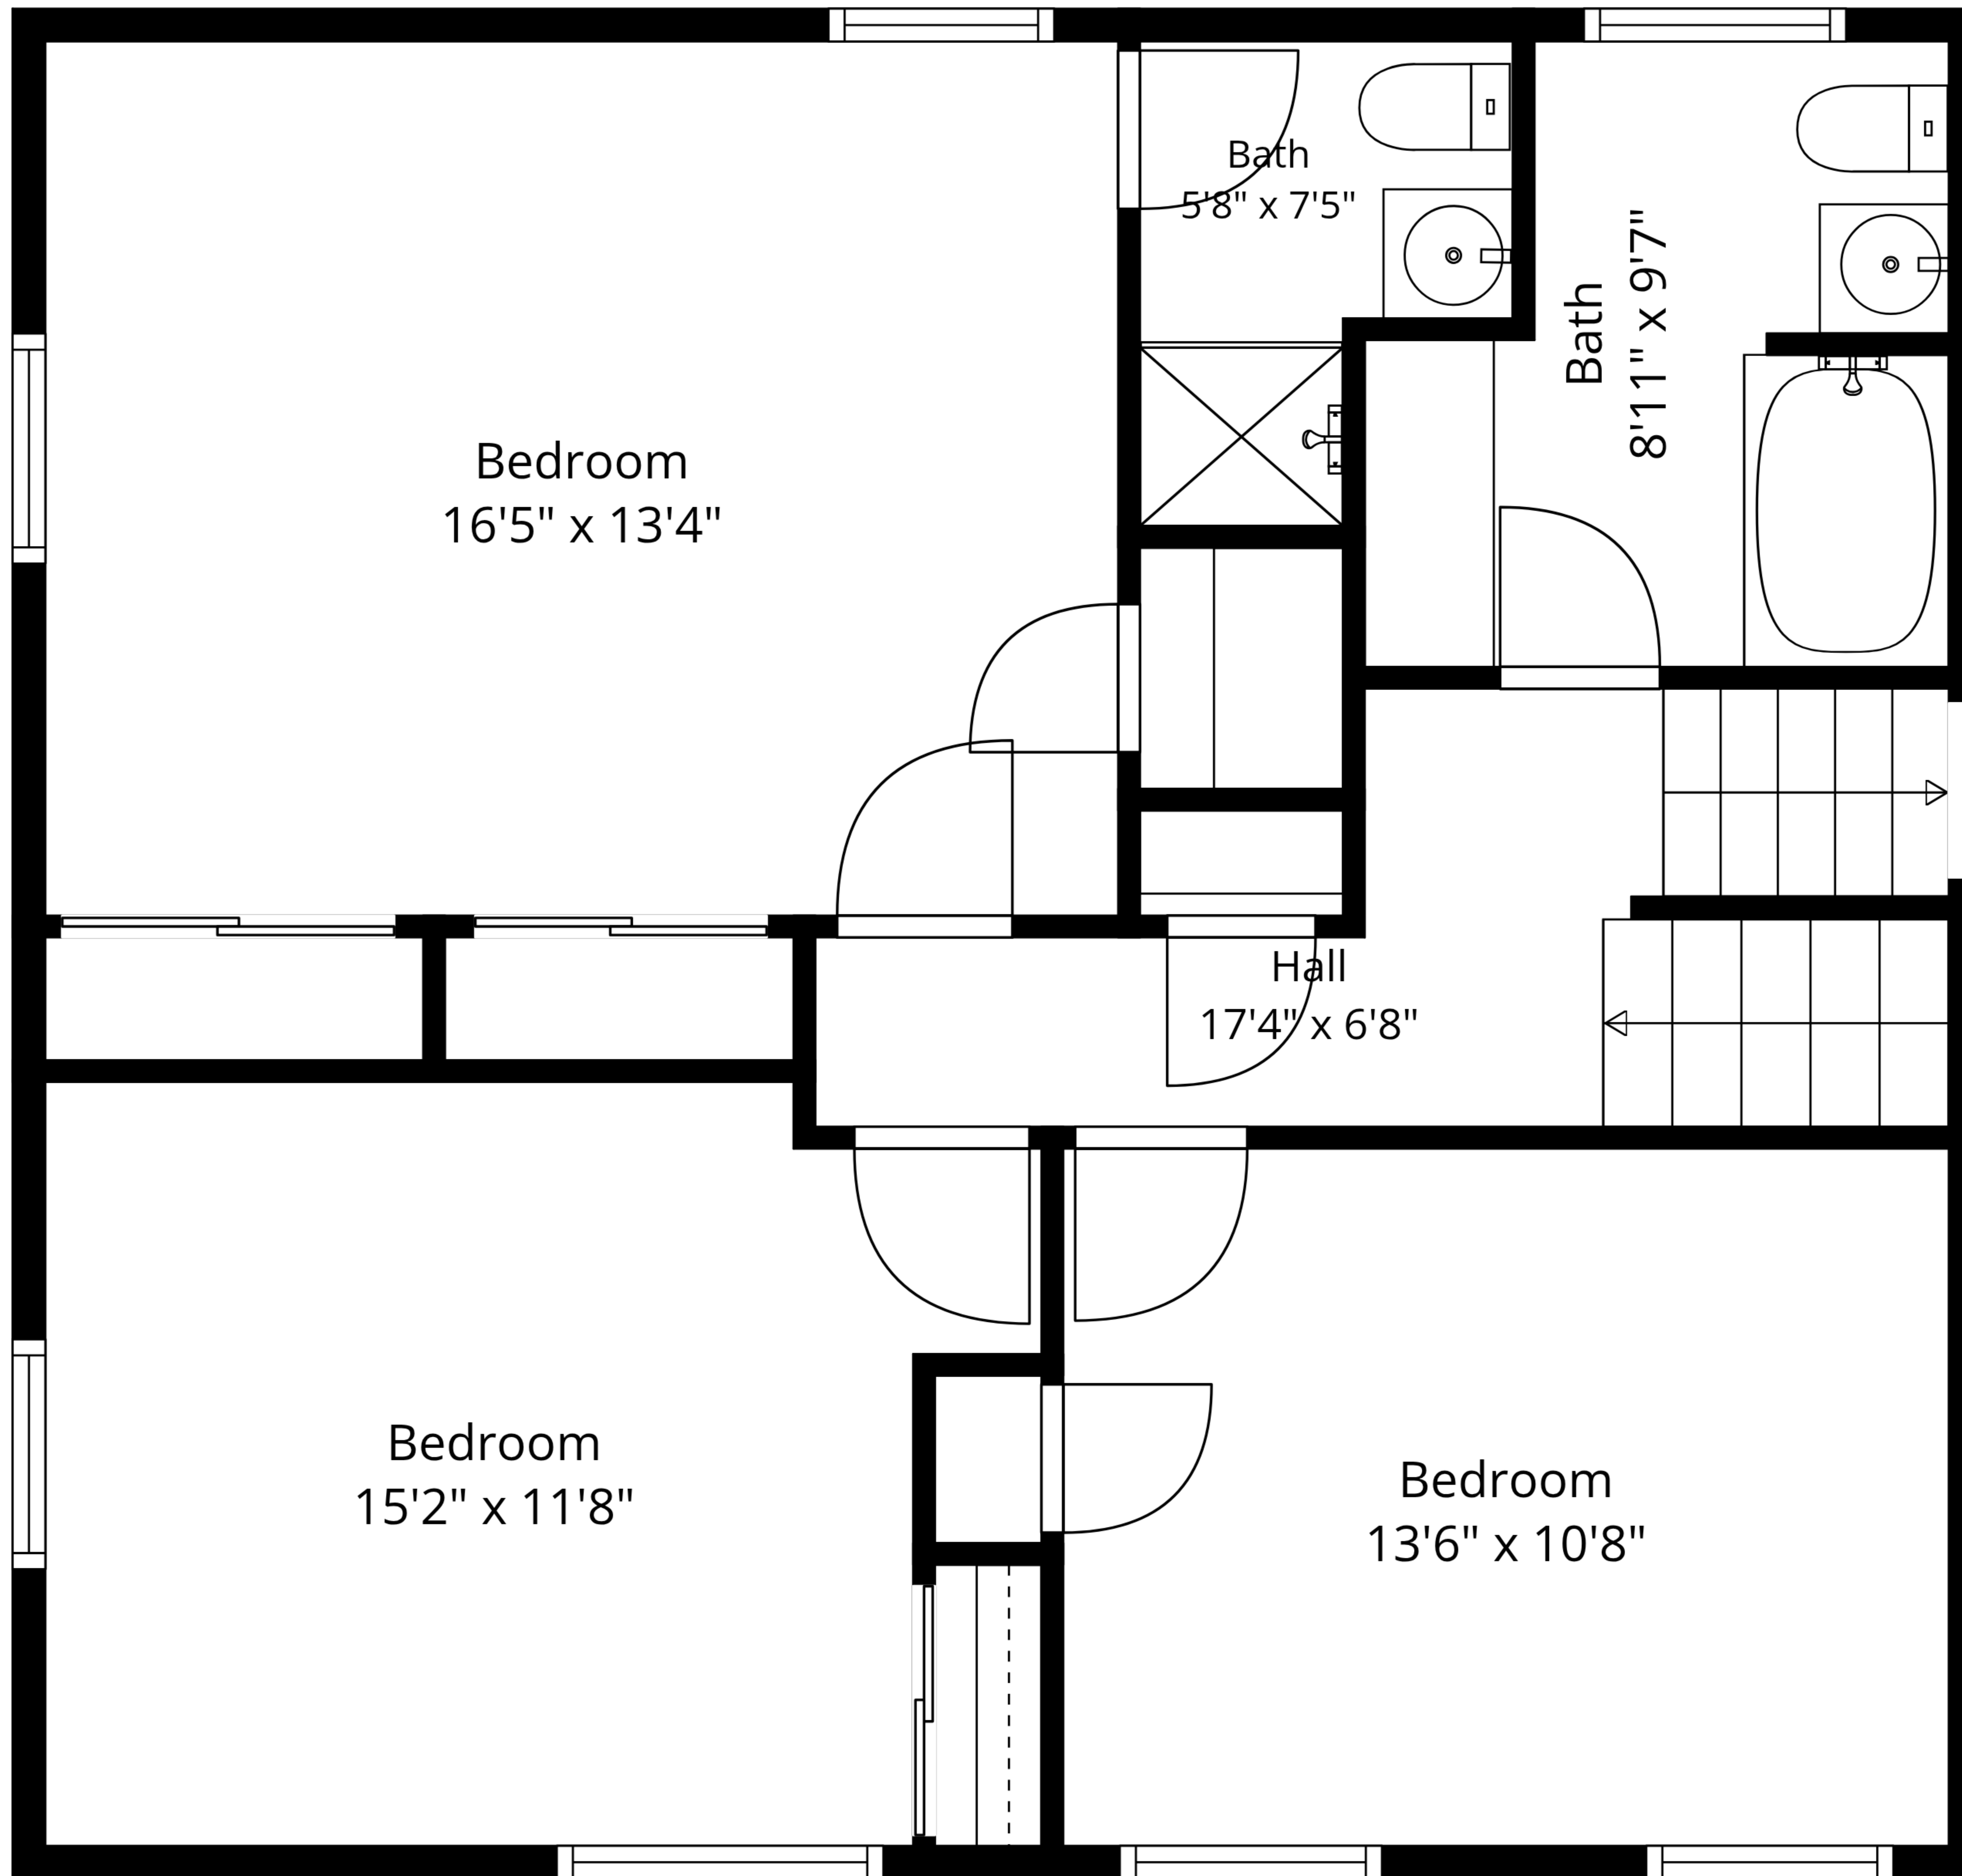 Bath
5'8" x 7'5"
Bath
8'11" x 9'7"
Bedroom
16'5" x 13'4"
Hall
17'4" x 6'8"
Bedroom
15'2" x 11'8"
Bedroom
13'6" x 10'8"